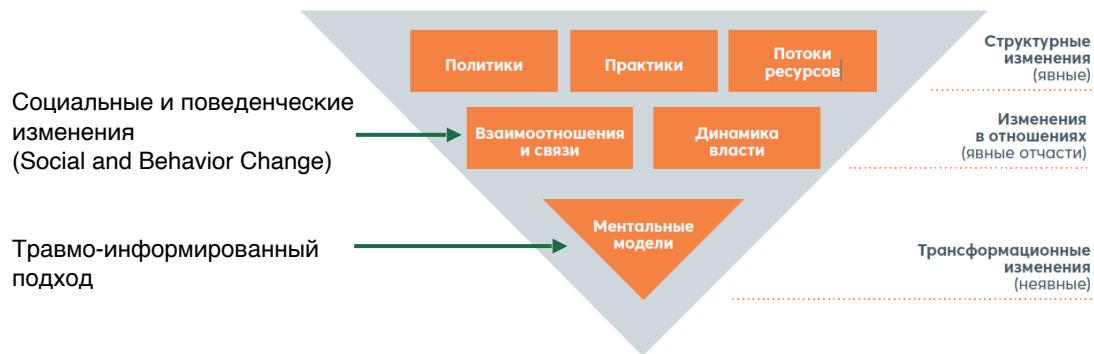 Политики
Практики
Потоки
ресурсов
Структурные
изменения
(явные)
Социальные и поведенческие
изменения
(Social and Behavior Change)
Взаимоотношения
и связи
Динамика
власти
Изменения
в отношениях
(явные отчасти)
Травмо-информированный
подход
Ментальные
модели
Трансформационные
изменения
(неявные)